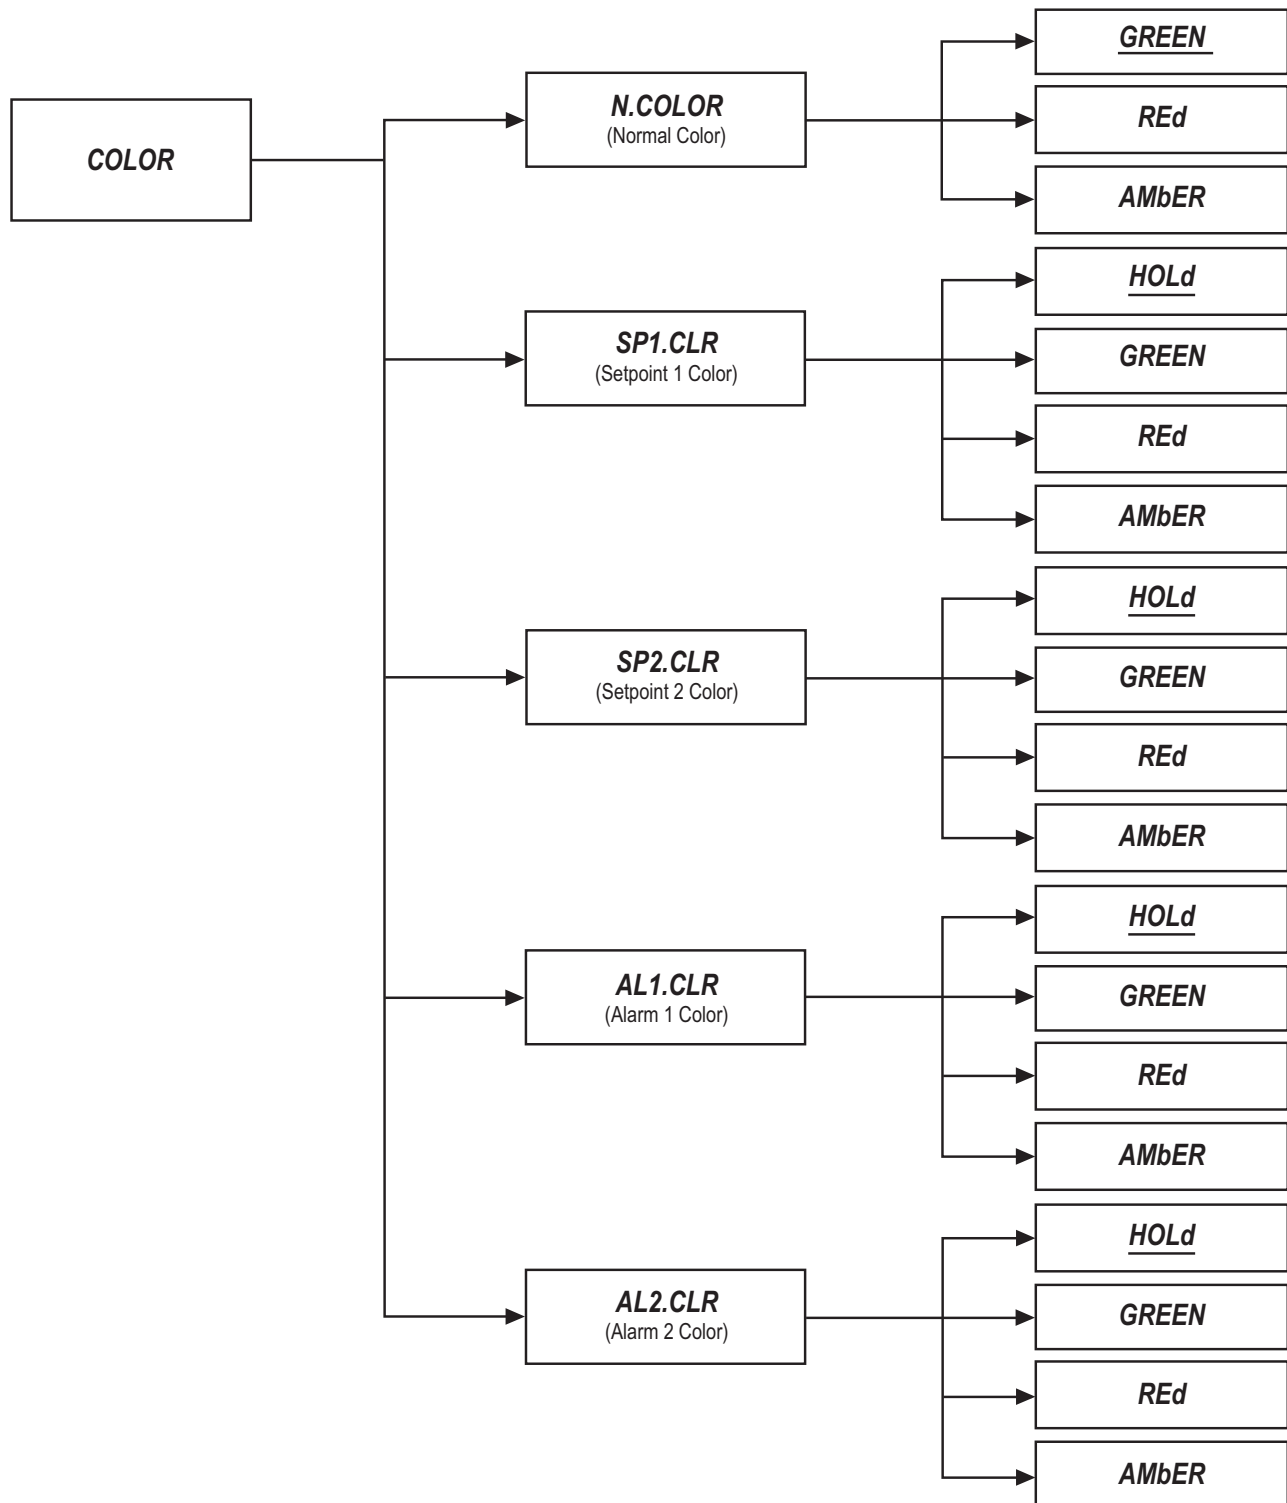 COLOR
N.COLOR
(Normal Color)
GREEN
REd
AMbER
SP1.CLR
(Setpoint 1 Color)
HOLd
GREEN
REd
AMbER
SP2.CLR
(Setpoint 2 Color)
HOLd
GREEN
REd
AMbER
AL1.CLR
(Alarm 1 Color)
HOLd
GREEN
REd
AMbER
AL2.CLR
(Alarm 2 Color)
HOLd
GREEN
REd
AMbER